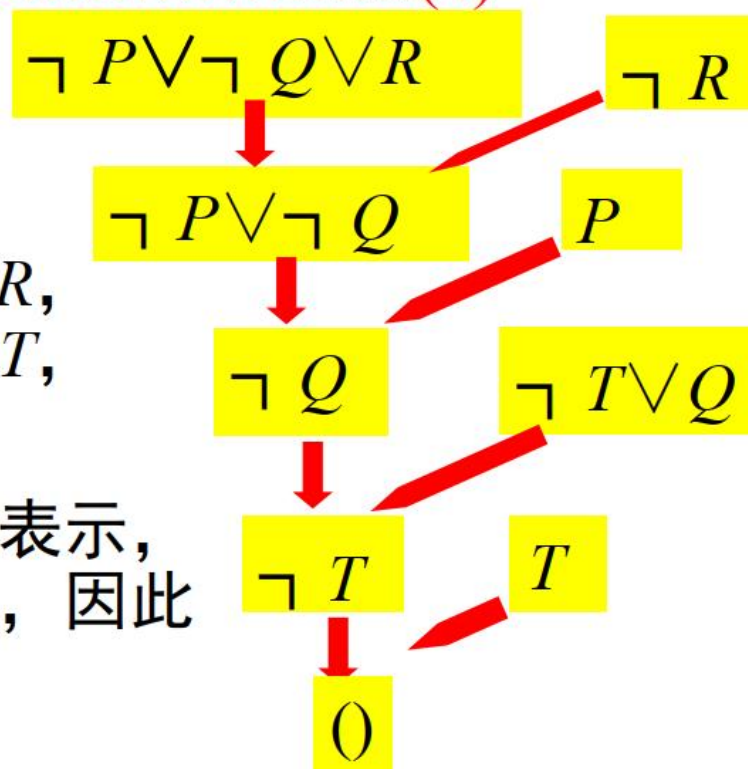 ¬ P∨¬ Q∨R
¬ R
¬ P∨¬ Q
P
R,
T,
¬ Q
¬ T∨Q
表示,
, 因此
¬ T
T
()